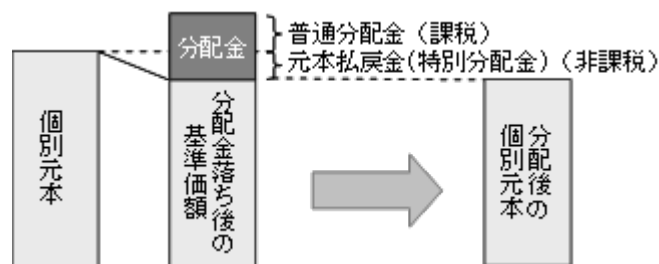 分配金
普通分配金（課税）
元本払戻金(特別分配金)（非課税）
個別元本
分配金落ち後の
基準価額
分配後の
個別元本